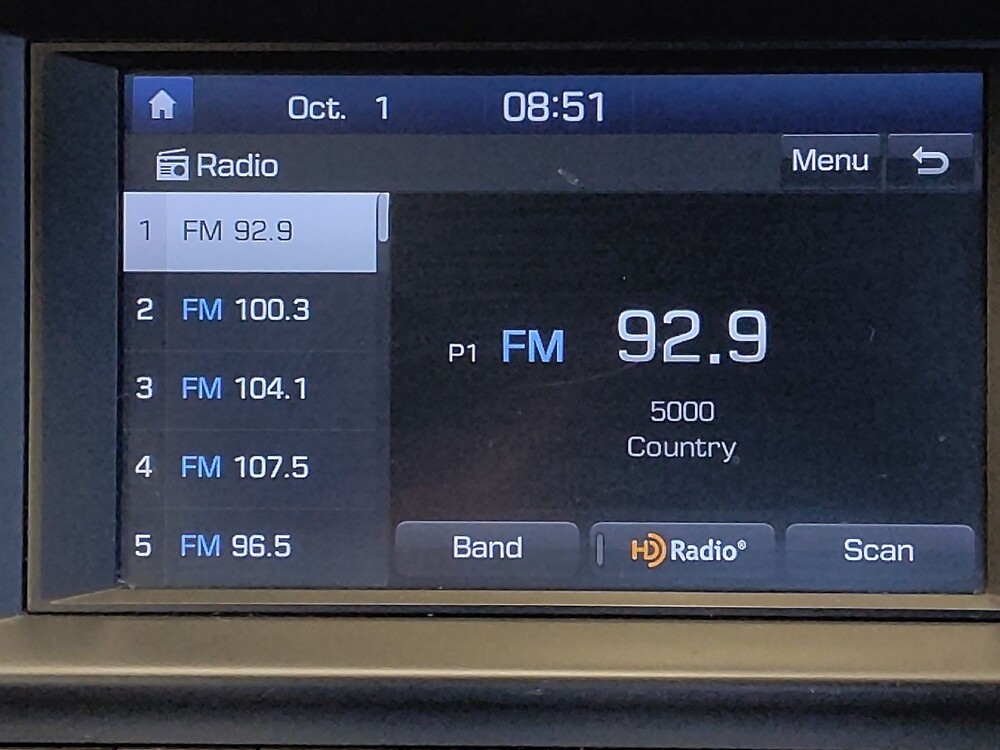 Oct. 1 08:51
Radio Menu
1 FM 92.9
2 FM 100.3
3 FM 104.1
4 FM 107.5
5 FM 96.5
P1 FM 92.9
5000
Country
Band HD Radio® Scan